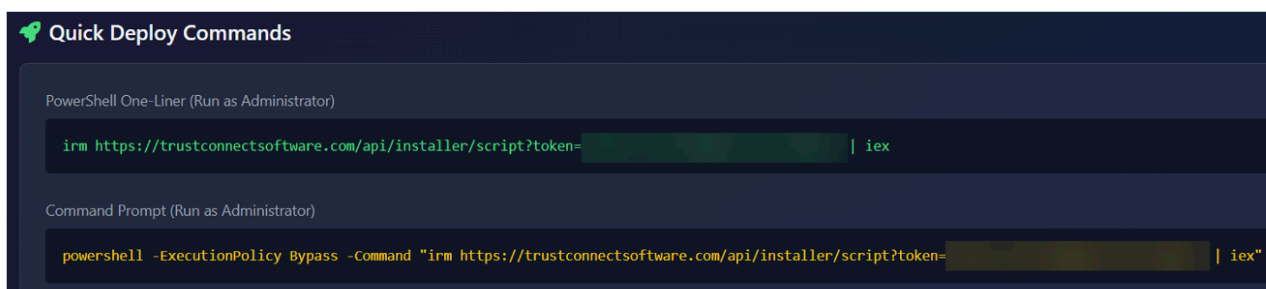 Quick Deploy Commands
PowerShell One-Liner (Run as Administrator)
irm https://trustconnectsoftware.com/api/installer/script?token= | iex
Command Prompt (Run as Administrator)
powershell -ExecutionPolicy Bypass -Command "irm https://trustconnectsoftware.com/api/installer/script?token= | iex"